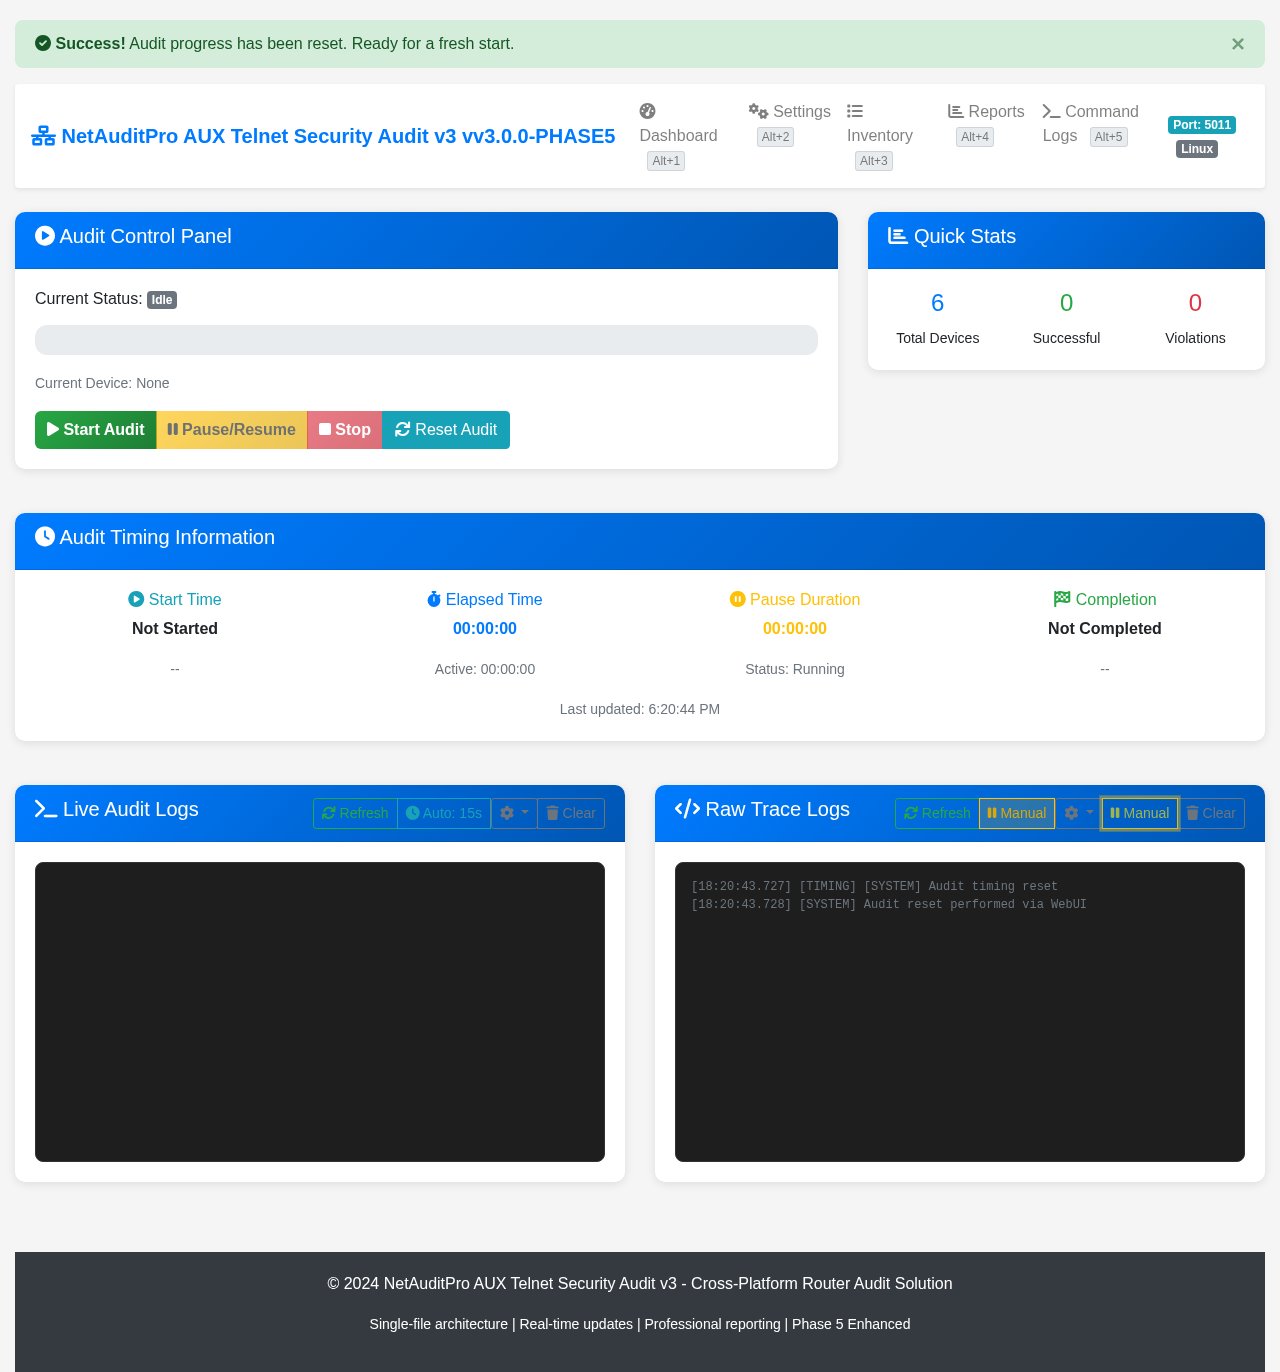 Success! Audit progress has been reset. Ready for a fresh start. ×
NetAuditPro AUX Telnet Security Audit v3 vv3.0.0-PHASE5
Dashboard
Alt+1
Settings
Alt+2
Inventory
Alt+3
Reports
Alt+4
Command
Logs Alt+5
Port: 5011
Linux
Audit Control Panel
Current Status: Idle
Current Device: None
Start Audit Pause/Resume Stop Reset Audit
Quick Stats
6 0 0
Total Devices Successful Violations
Audit Timing Information
Start Time Elapsed Time Pause Duration Completion
Not Started 00:00:00 00:00:00 Not Completed
-- Active: 00:00:00 Status: Running --
Last updated: 6:20:44 PM
Live Audit Logs Refresh Auto: 15s Clear
Raw Trace Logs Refresh Manual Manual Clear
[18:20:43.727] [TIMING] [SYSTEM] Audit timing reset
[18:20:43.728] [SYSTEM] Audit reset performed via WebUI
© 2024 NetAuditPro AUX Telnet Security Audit v3 - Cross-Platform Router Audit Solution
Single-file architecture | Real-time updates | Professional reporting | Phase 5 Enhanced